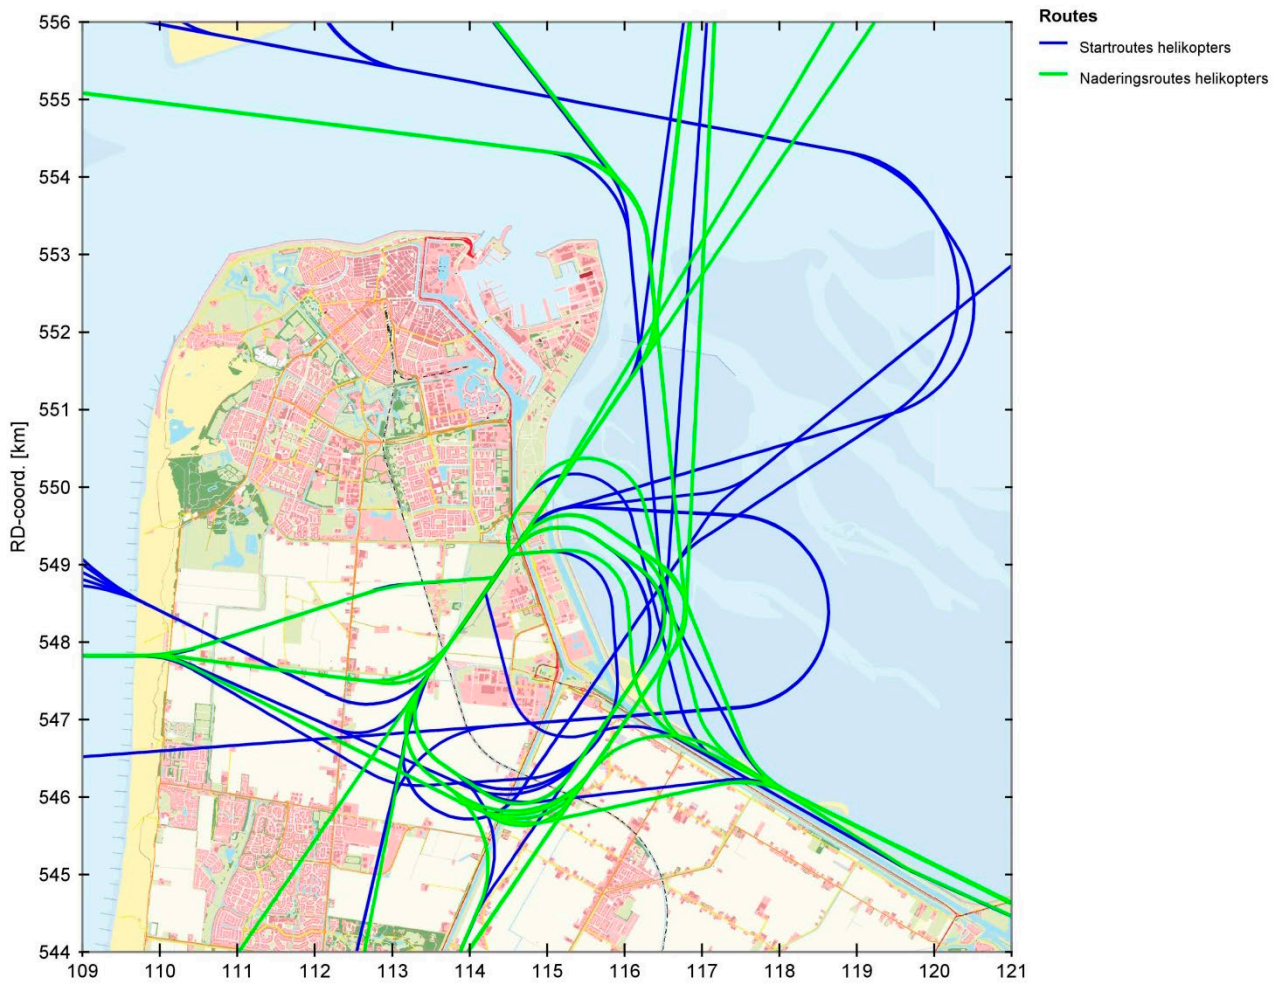 Routes
Startroutes helikopters
Naderingsroutes helikopters
RD-coord. [km]
556
555
554
553
552
551
550
549
548
547
546
545
544
109 110 111 112 113 114 115 116 117 118 119 120 121